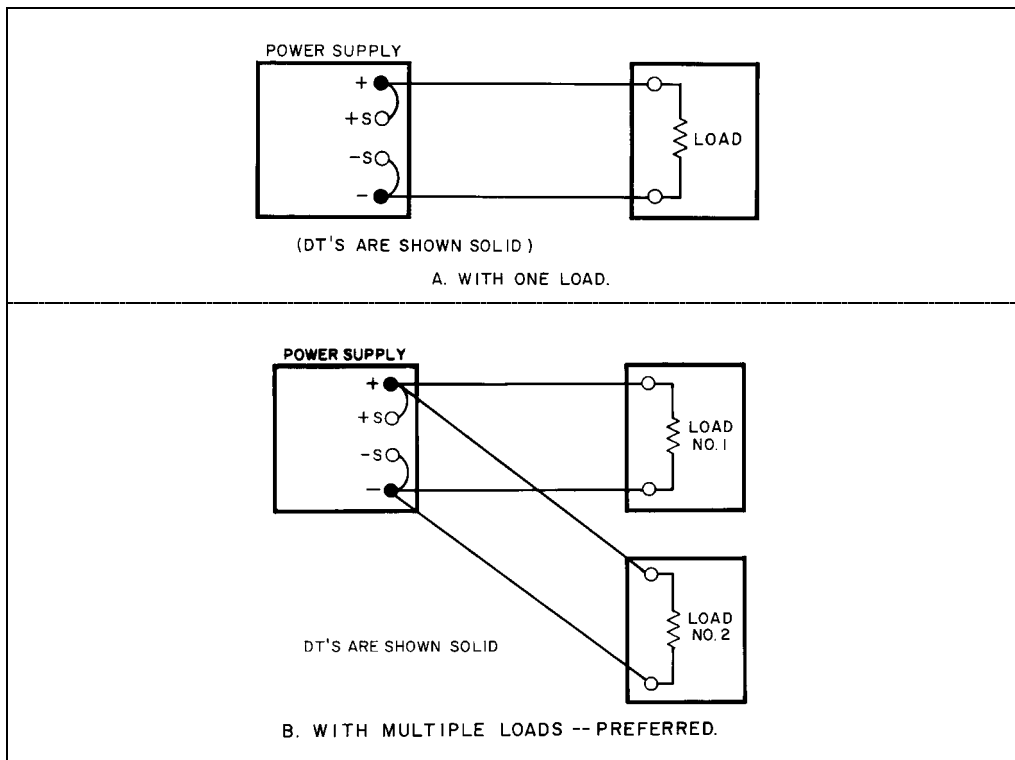 POWER SUPPLY
+
+S
-S
-
LOAD
(DT'S ARE SHOWN SOLID)
A. WITH ONE LOAD.
POWER SUPPLY
+
+S
-S
-
LOAD
NO.1
LOAD
NO.2
DT'S ARE SHOWN SOLID
B. WITH MULTIPLE LOADS -- PREFERRED.